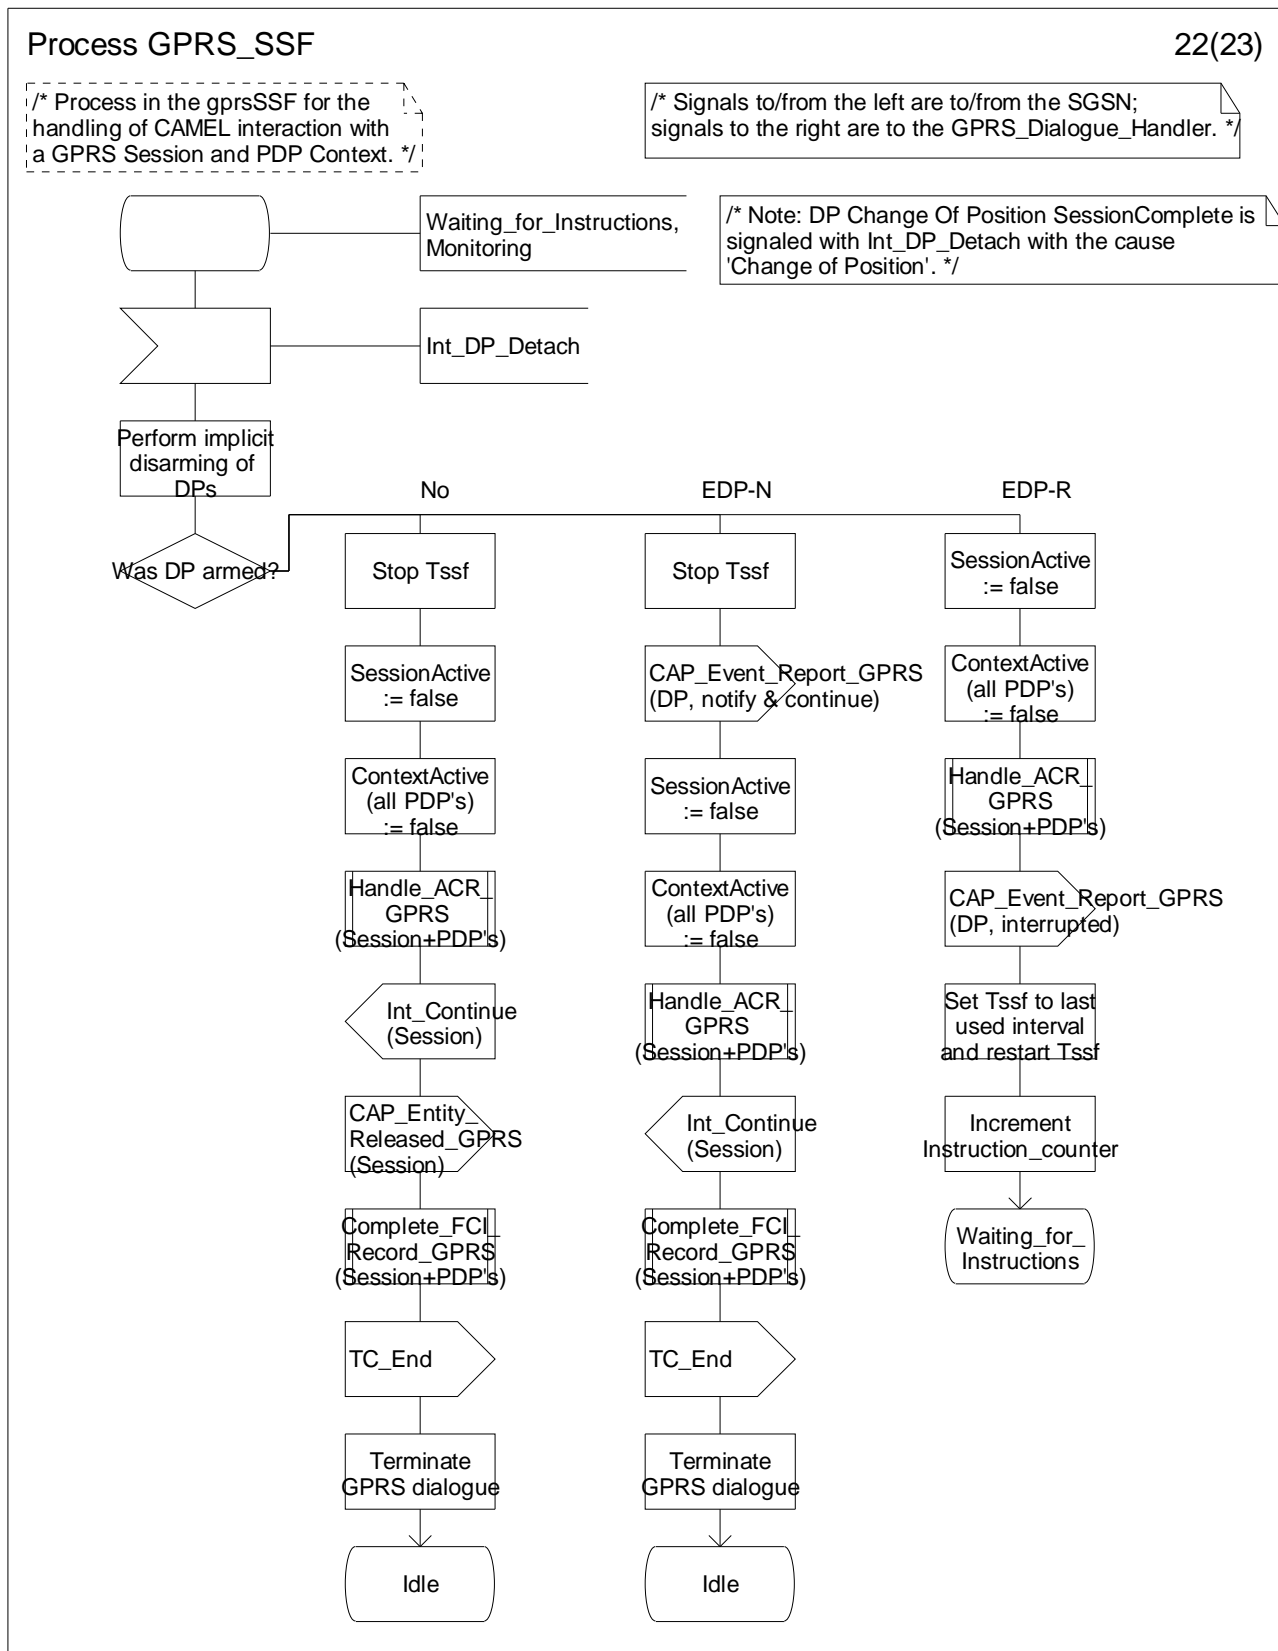 Process GPRS_SSF
22(23)
/* Process in the gprsSSF for the
handling of CAMEL interaction with
a GPRS Session and PDP Context. */
/* Signals to/from the left are to/from the SGSN;
signals to the right are to the GPRS_Dialogue_Handler. */
Waiting_for_Instructions,
Monitoring
/* Note: DP Change Of Position SessionComplete is
signaled with Int_DP_Detach with the cause
'Change of Position'. */
Int_DP_Detach
Perform implicit
disarming of
DPs
Was DP armed?
No
Stop Tssf
SessionActive
:= false
ContextActive
(all PDP's)
:= false
Handle_ACR_
GPRS
(Session+PDP's)
Int_Continue
(Session)
CAP_Entity_
Released_GPRS
(Session)
Complete_FCI_
Record_GPRS
(Session+PDP's)
TC_End
Terminate
GPRS dialogue
Idle
EDP-N
Stop Tssf
CAP_Event_Report_GPRS
(DP, notify & continue)
SessionActive
:= false
ContextActive
(all PDP's)
:= false
Handle_ACR_
GPRS
(Session+PDP's)
Int_Continue
(Session)
Complete_FCI_
Record_GPRS
(Session+PDP's)
TC_End
Terminate
GPRS dialogue
Idle
EDP-R
SessionActive
:= false
ContextActive
(all PDP's)
:= false
Handle_ACR_
GPRS
(Session+PDP's)
CAP_Event_Report_GPRS
(DP, interrupted)
Set Tssf to last
used interval
and restart Tssf
Increment
Instruction_counter
Waiting_for_
Instructions